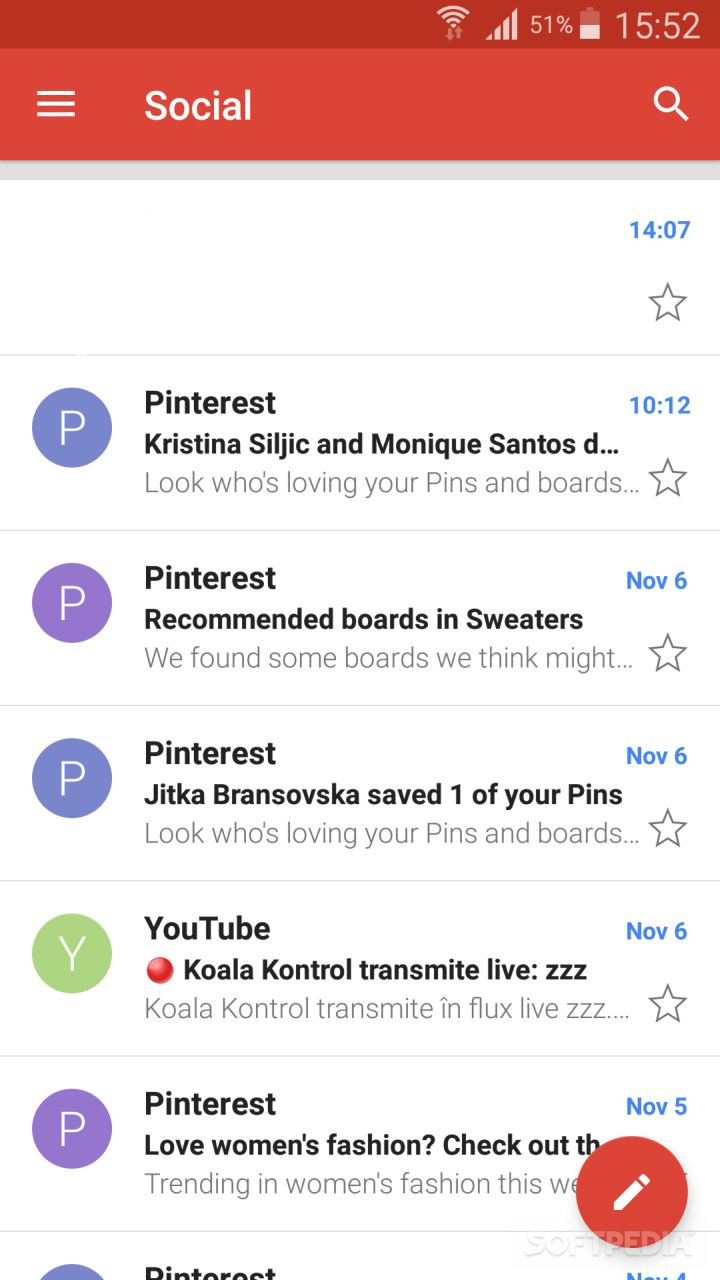 51% 15:52
Social
14:07
P Pinterest 10:12
Kristina Siljic and Monique Santos d...
Look who's loving your Pins and boards...
P Pinterest Nov 6
Recommended boards in Sweaters
We found some boards we think might...
P Pinterest Nov 6
Jitka Bransovska saved 1 of your Pins
Look who's loving your Pins and boards...
Y YouTube Nov 6
Koala Kontrol transmite live: zzz
Koala Kontrol transmite în flux live zzz....
P Pinterest Nov 5
Love women's fashion? Check out th
Trending in women's fashion this we
SOFTPEDIA
Pinterest Nov 4